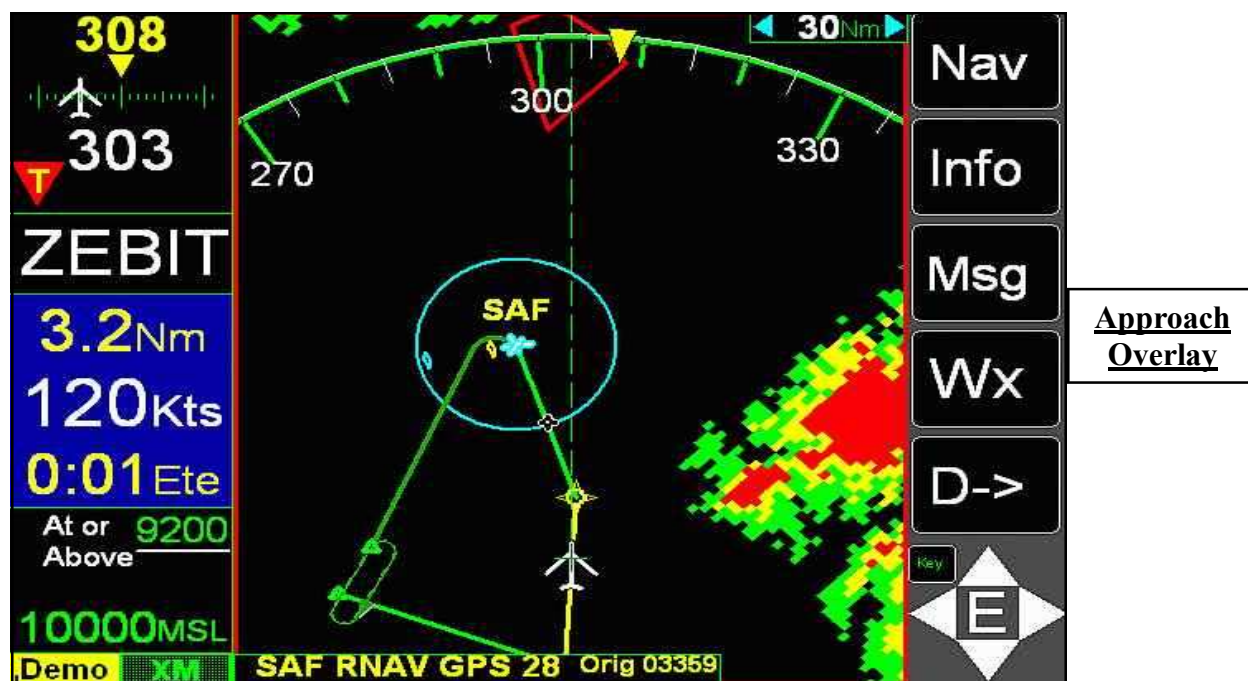 308
303
T
ZEBIT
3.2Nm
120Kts
0:01Ete
At or 9200
Above
10000MSL
Demo XM
30Nm
300
270
330
SAF
SAF RNAV GPS 28 Orig 03359
Nav
Info
Msg
Wx
D->
Key
E
Approach
Overlay